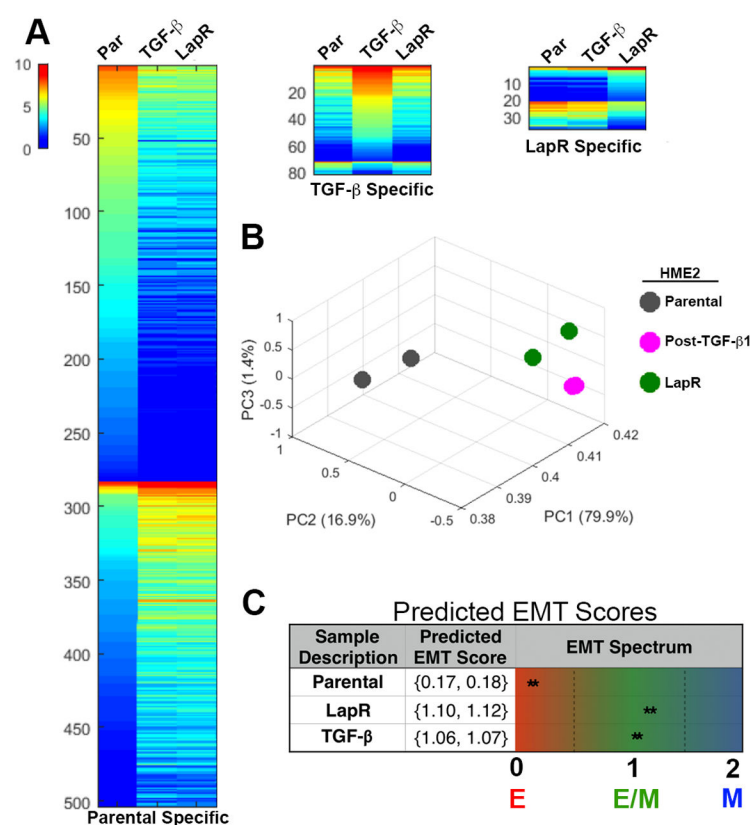 A
Par TGF-β LapR
10
5
0
50
100
150
200
250
300
350
400
450
500
Parental Specific
Par TGF-β LapR
20
40
60
80
TGF-β Specific
Par TGF-β LapR
10
20
30
LapR Specific
B
PC3 (1.4%)
1
0.5
0
-0.5
-1
1
0.5
0
-0.5
PC2 (16.9%)
0.38
0.39
0.4
0.41
0.42
PC1 (79.9%)
HME2
Parental
Post-TGF-β1
LapR
C
Predicted EMT Scores
Sample Description Predicted EMT Score EMT Spectrum
Parental {0.17, 0.18} **
LapR {1.10, 1.12} **
TGF-β {1.06, 1.07} **
0 1 2
E E/M M